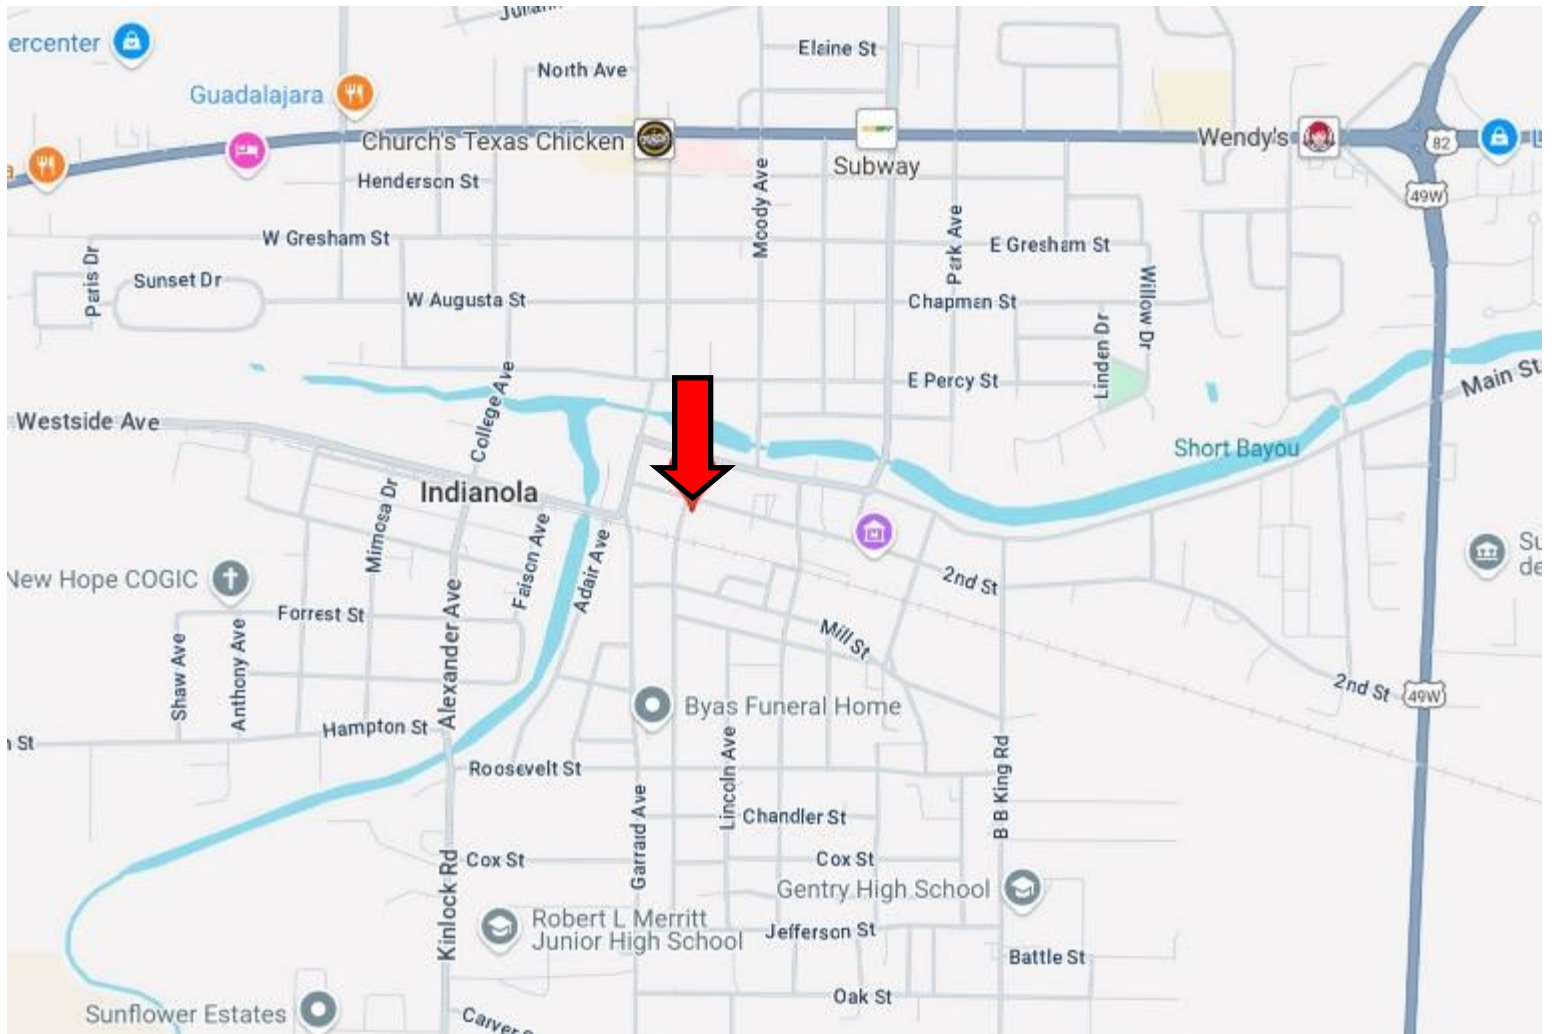 Julian
ercenter
Elaine St
North Ave
Guadalajara
Church's Texas Chicken
Subway
Wendy's
82
49W
Henderson St
Moody Ave
W Gresham St
Park Ave
E Gresham St
Paris Dr
Sunset Dr
W Augusta St
Chapman St
Willow Dr
Linden Dr
College Ave
E Percy St
Main St
Westside Ave
Short Bayou
Indianola
Mimosa Dr
Faison Ave
Adair Ave
Su
de
New Hope COGIC
2nd St
Forrest St
Alexander Ave
Mill St
Shaw Ave
Anthony Ave
2nd St
49W
Hampton St
Byas Funeral Home
St
Roosevelt St
Lincoln Ave
B B King Rd
Garrard Ave
Chandler St
Kinlock Rd
Cox St
Cox St
Gentry High School
Robert L Merritt
Junior High School
Jefferson St
Battle St
Oak St
Sunflower Estates
Carver